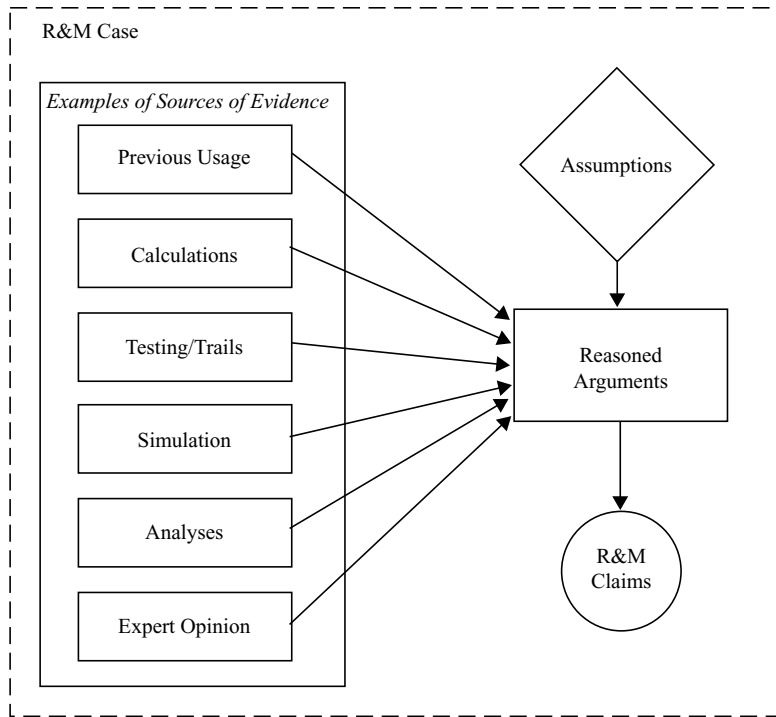 R&M Case
Examples of Sources of Evidence
Previous Usage
Calculations
Testing/Trails
Simulation
Analyses
Expert Opinion
Assumptions
Reasoned
Arguments
R&M
Claims